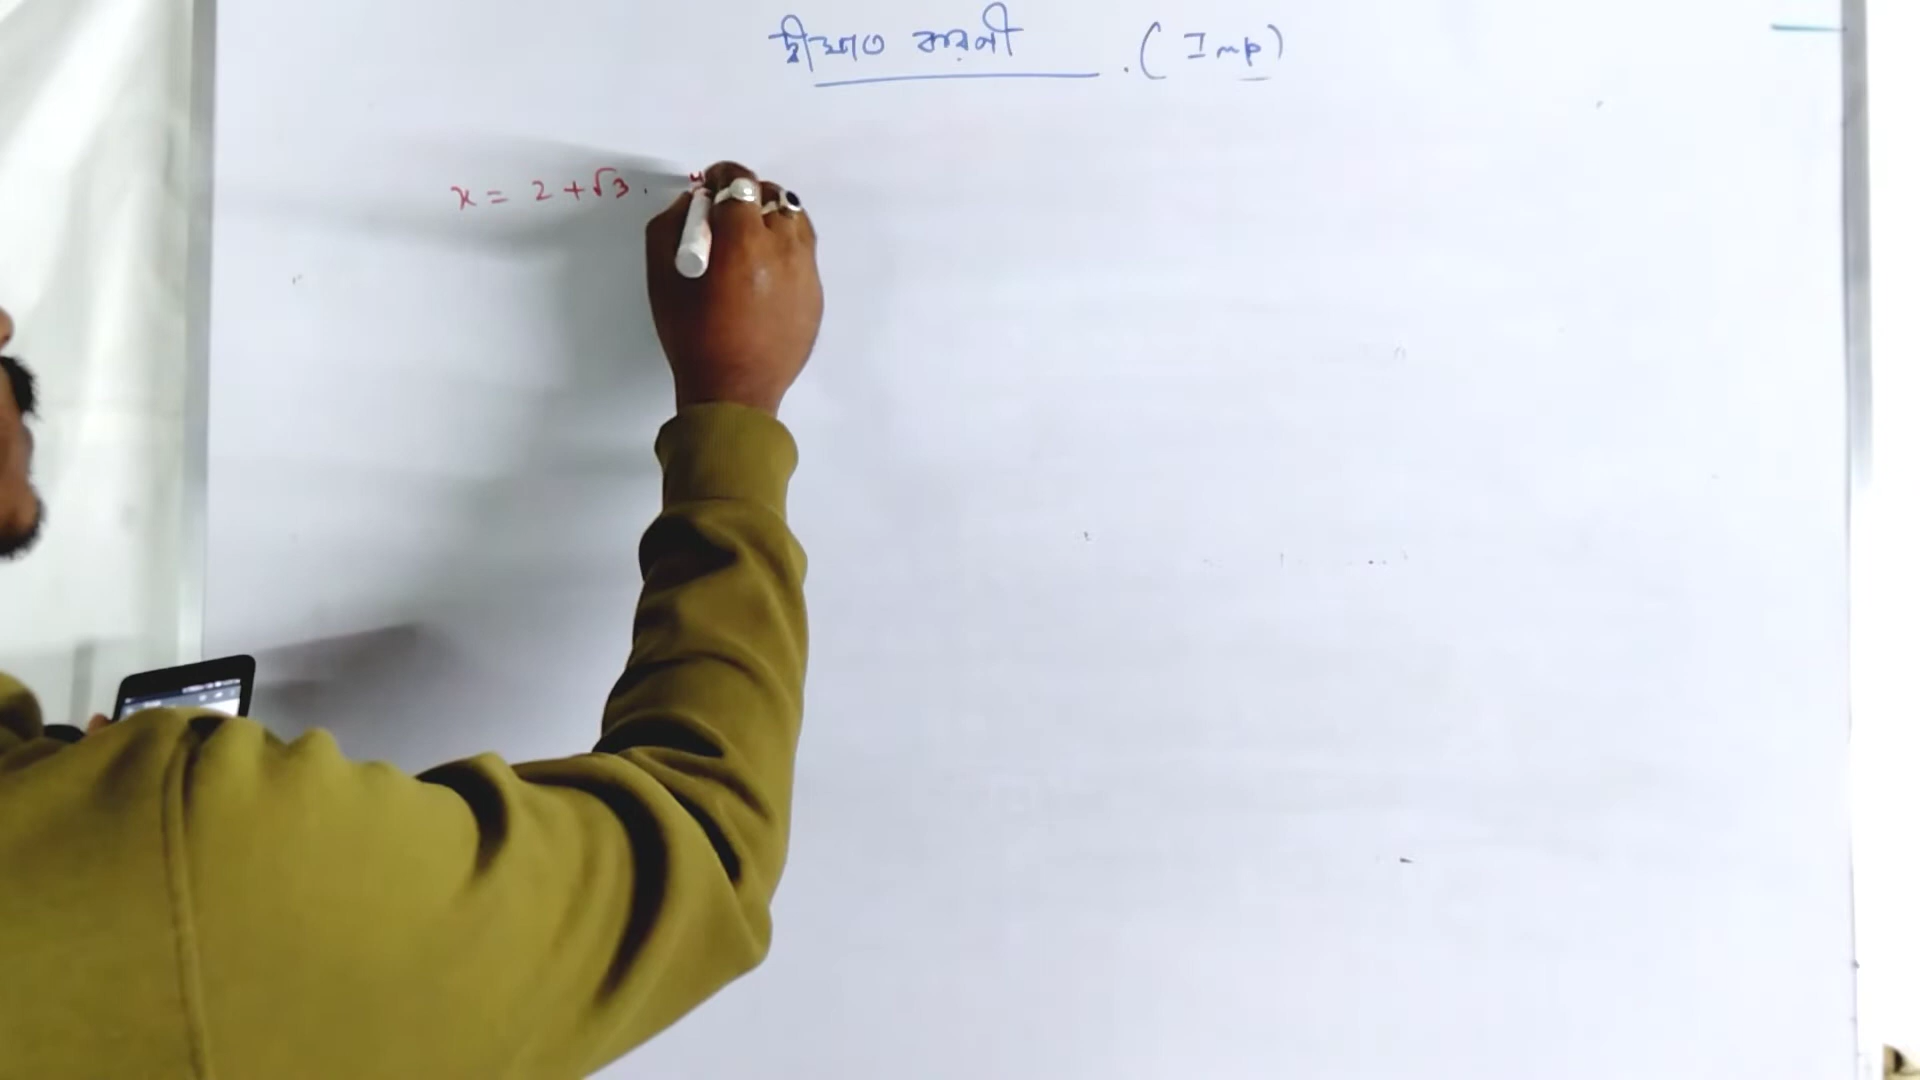 দ্বীঘাত করণী . (Imp)
x = 2 + √3 . y